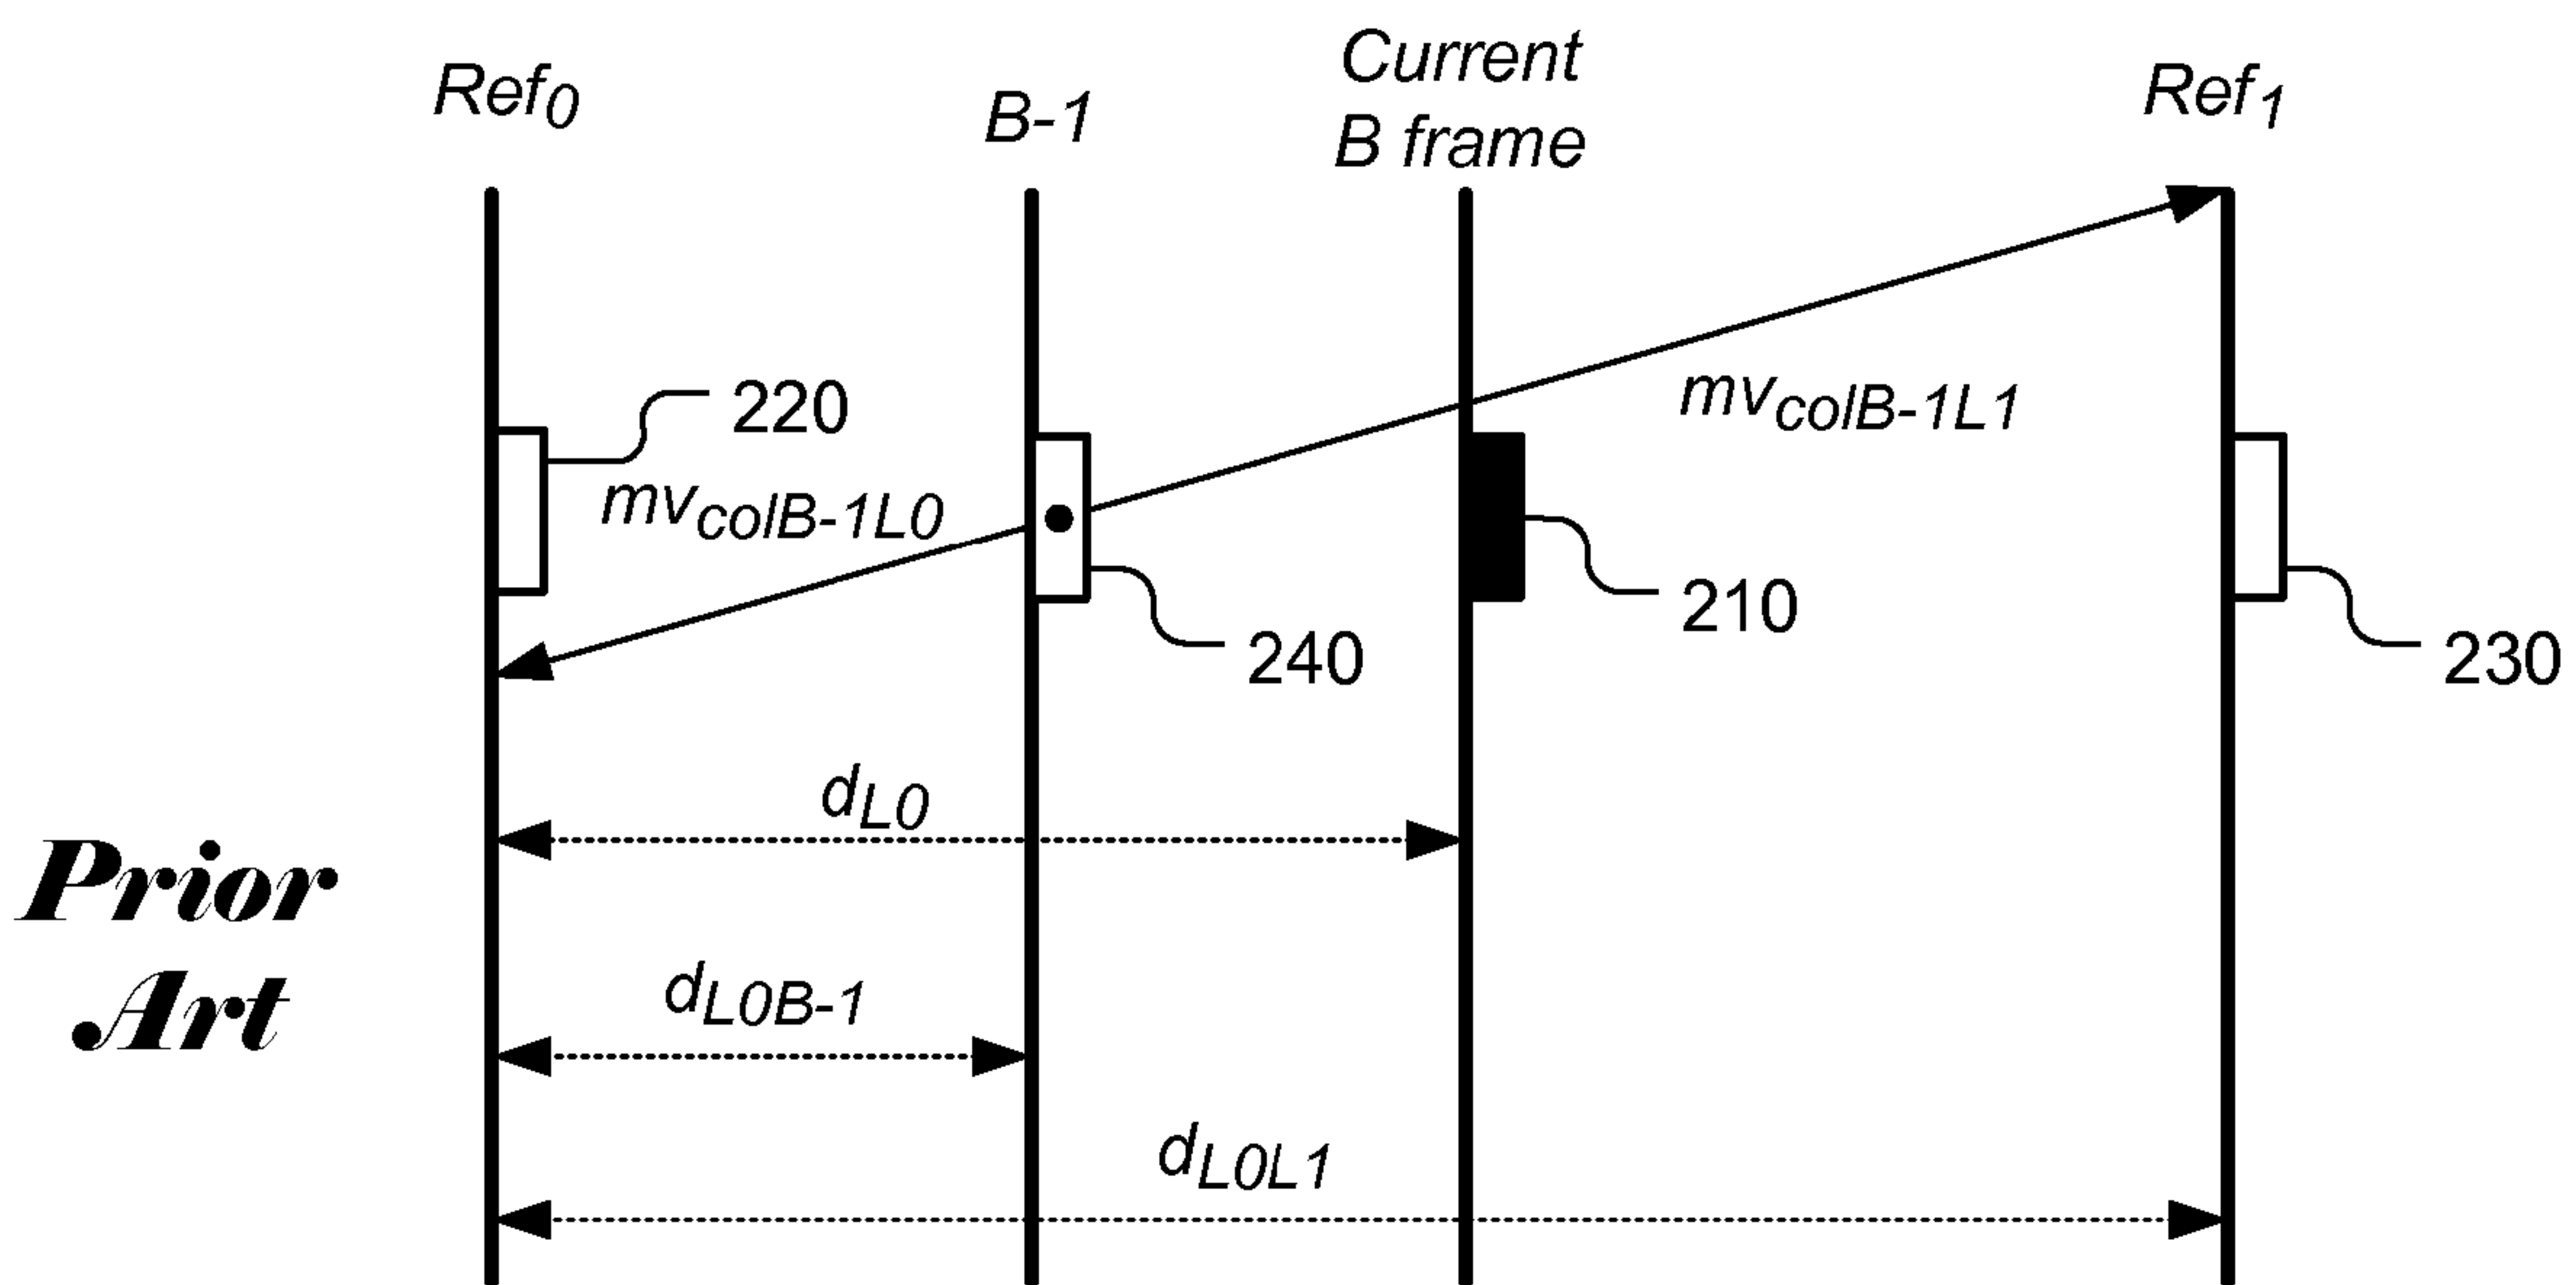 Ref0
B-1
Current
B frame
Ref1
220
mvcolB-1L0
mvcolB-1L1
240
210
230
dL0
dL0B-1
dL0L1
Prior
Art